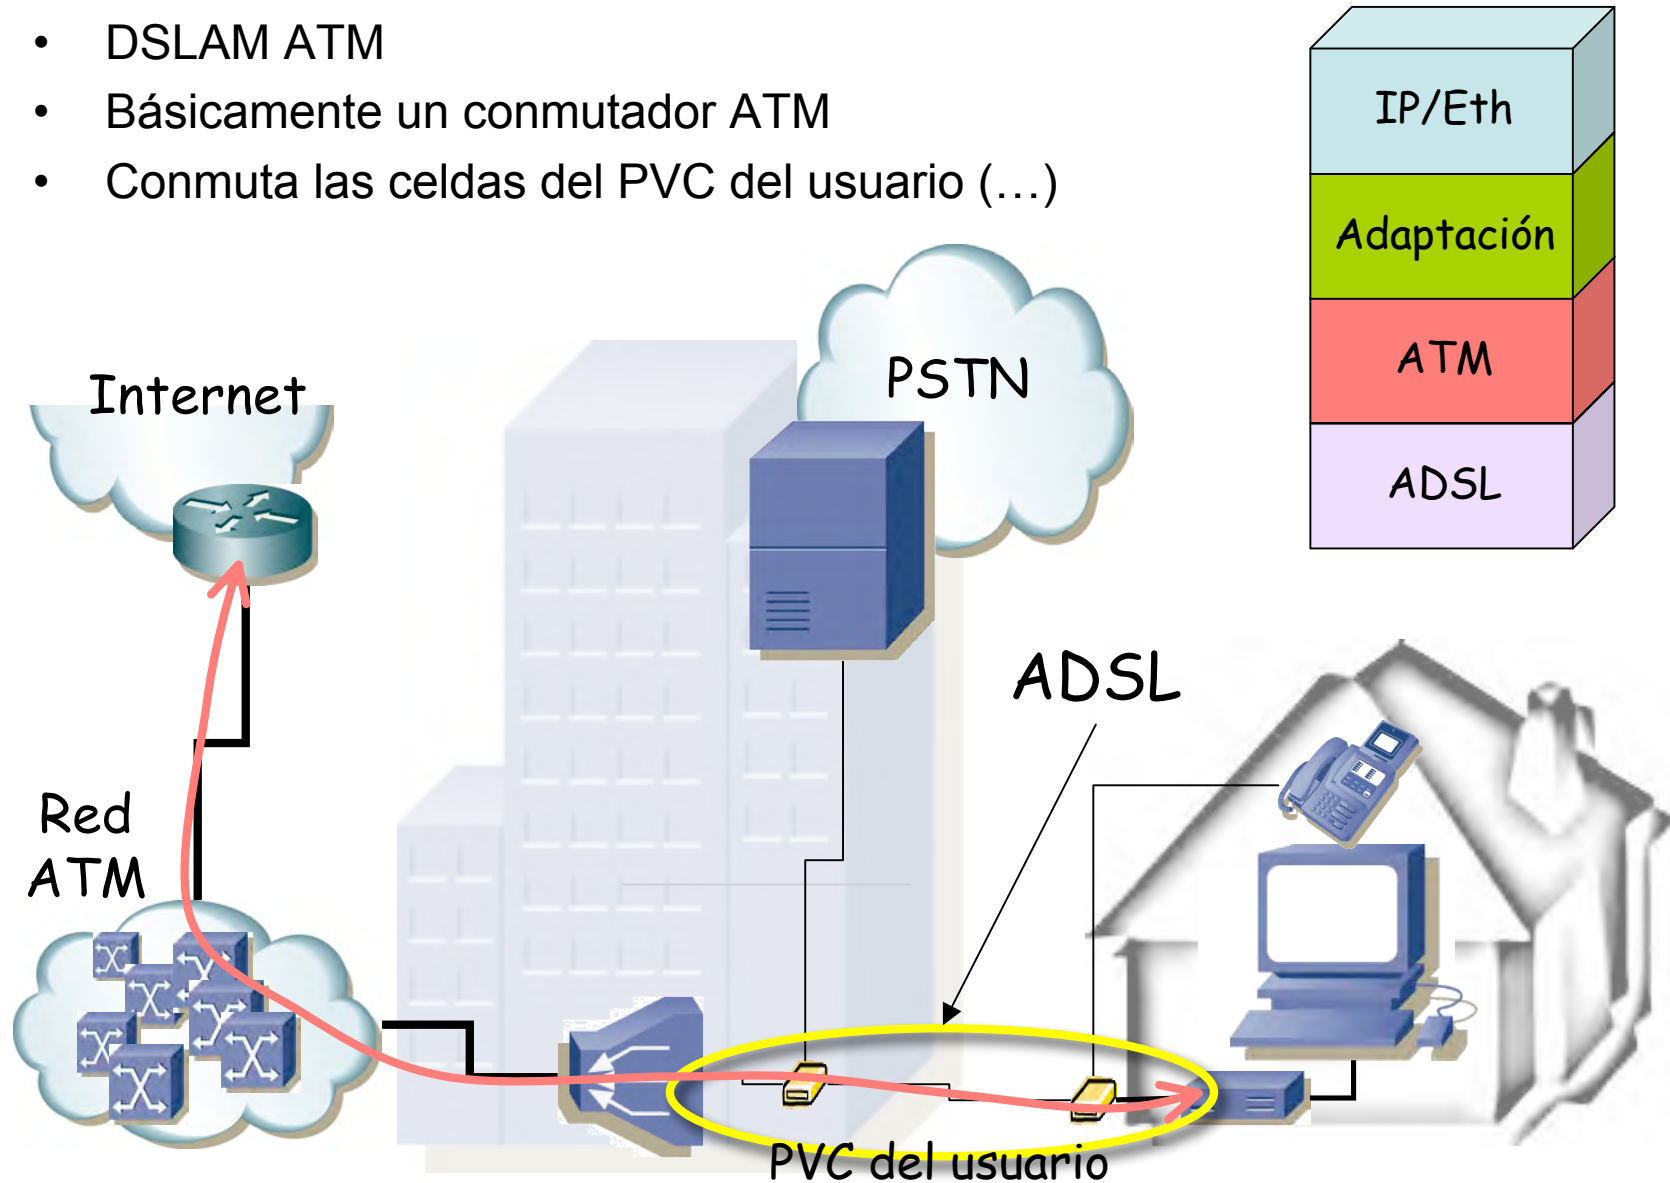 • DSLAM ATM
• Básicamente un conmutador ATM
• Conmuta las celdas del PVC del usuario (…)
IP/Eth
Adaptación
ATM
ADSL
Internet
PSTN
ADSL
Red
ATM
PVC del usuario